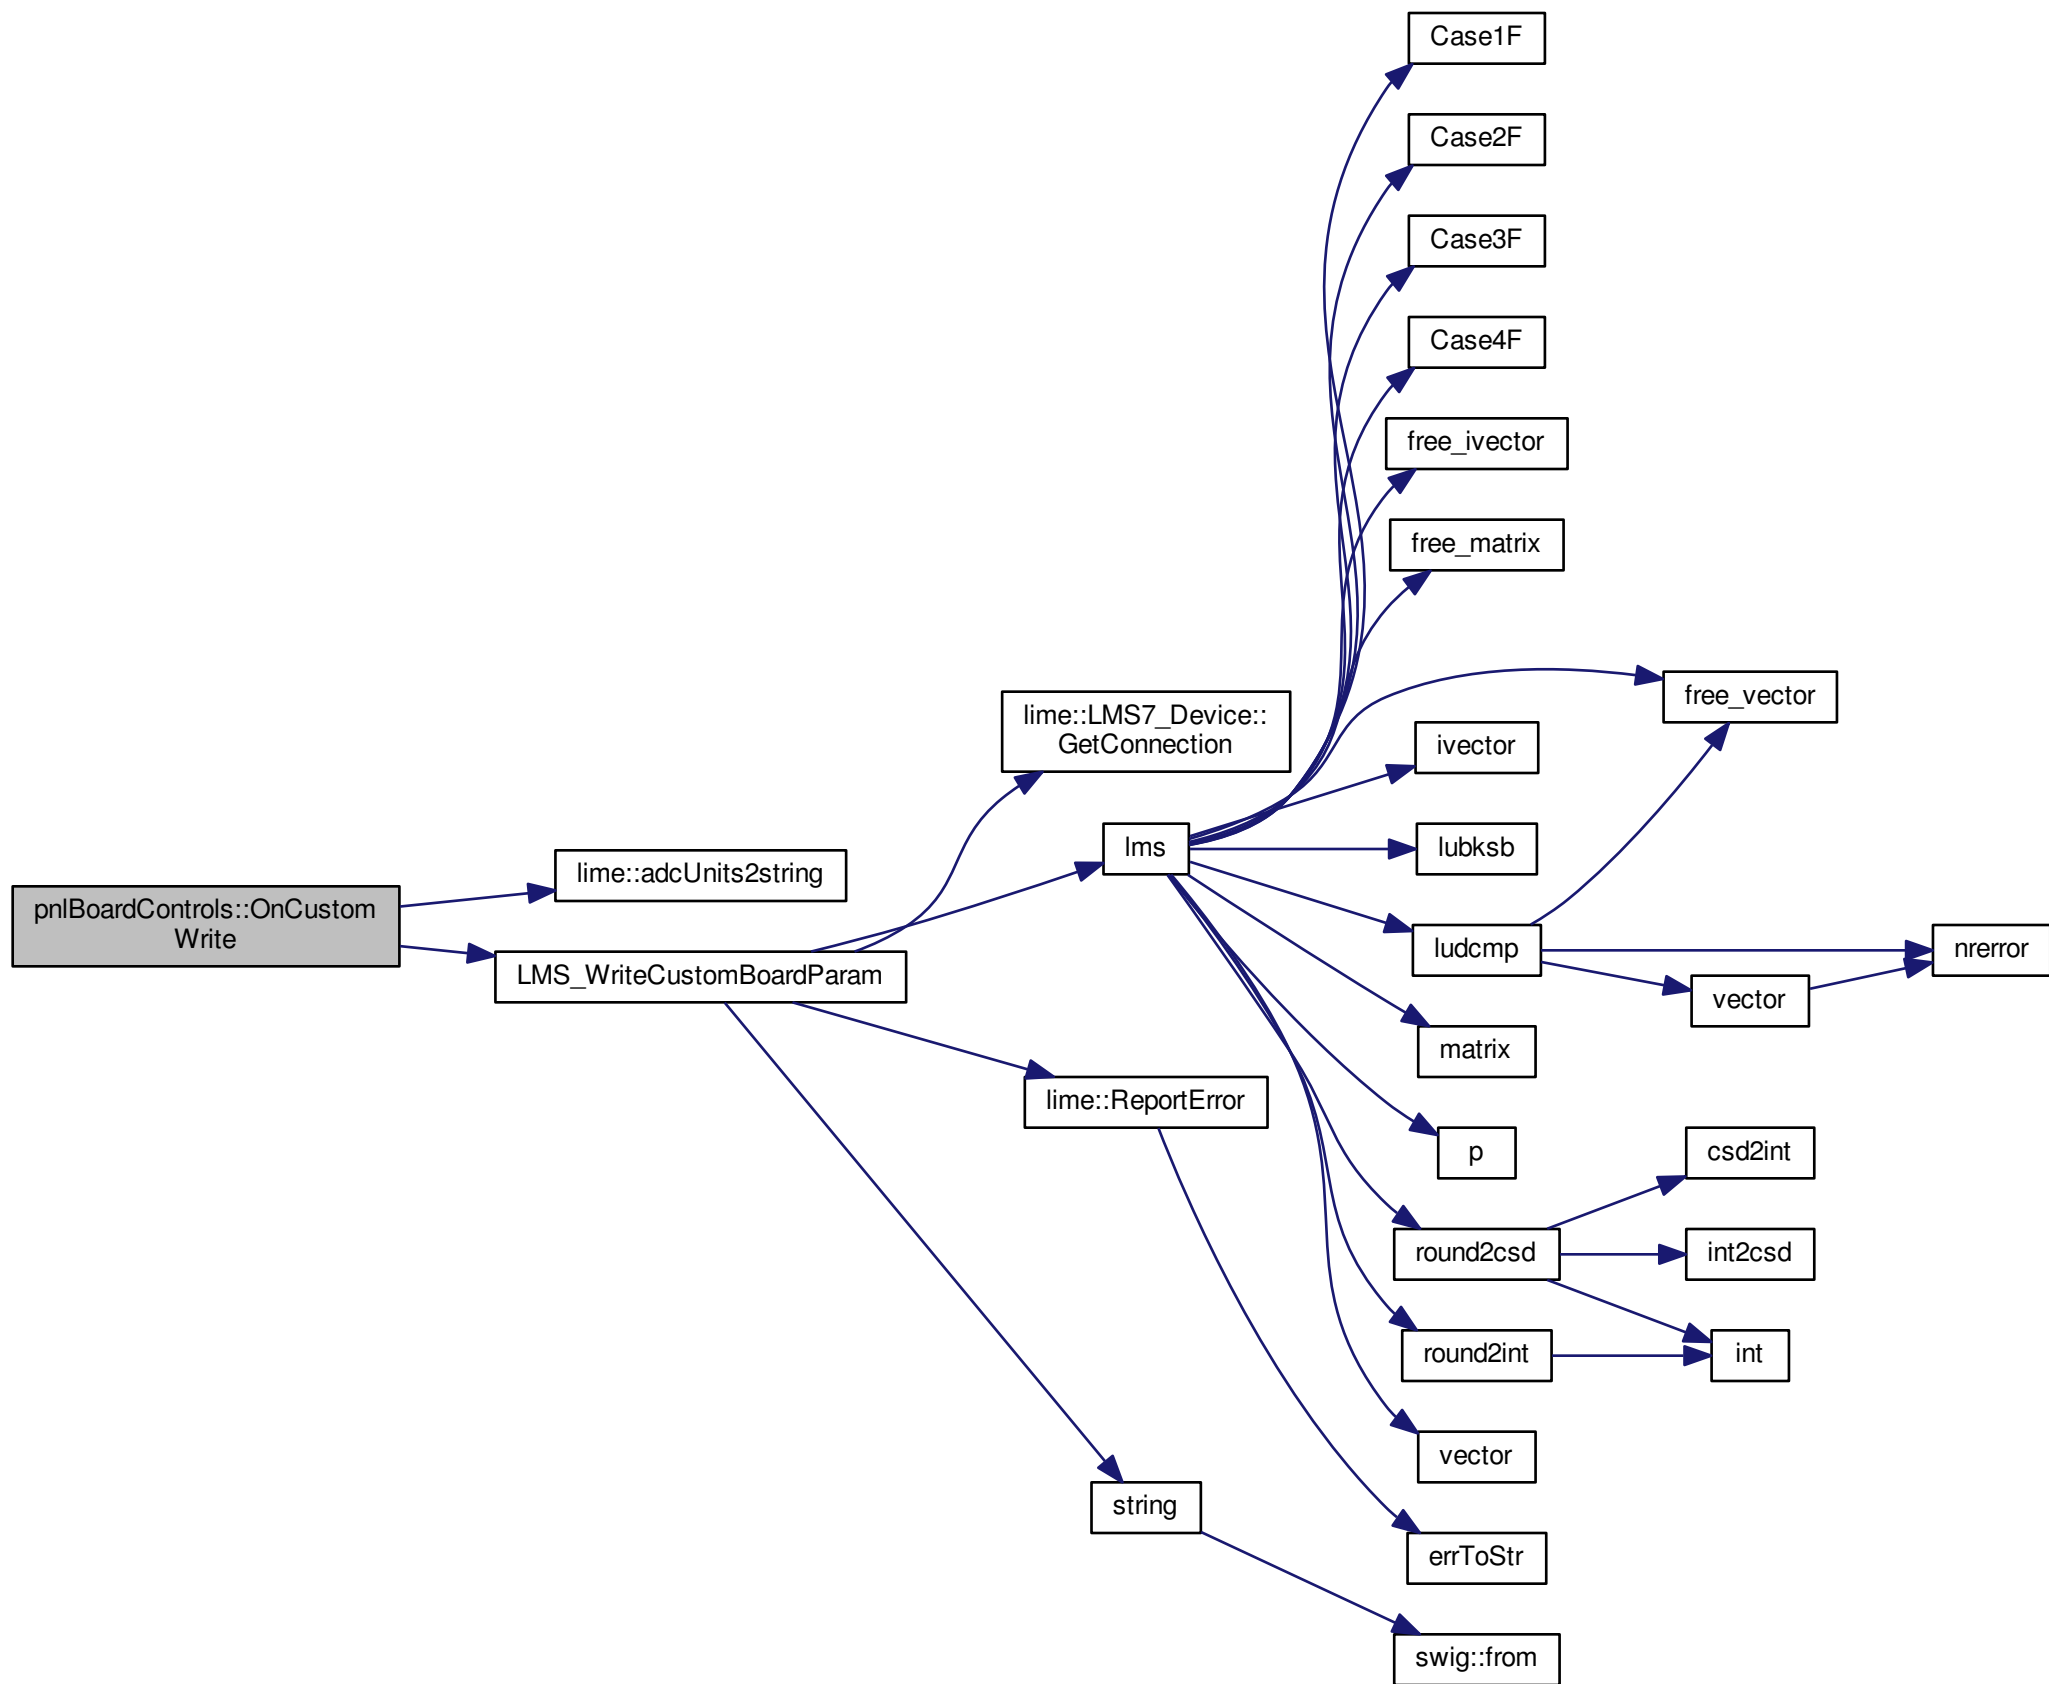 pnlBoardControls::OnCustom
Write
lime::adcUnits2string
LMS_WriteCustomBoardParam
lime::LMS7_Device::
GetConnection
lms
lime::ReportError
string
Case1F
Case2F
Case3F
Case4F
free_ivector
free_matrix
free_vector
ivector
lubksb
ludcmp
nrerror
vector
matrix
p
csd2int
round2csd
int2csd
round2int
int
vector
errToStr
swig::from